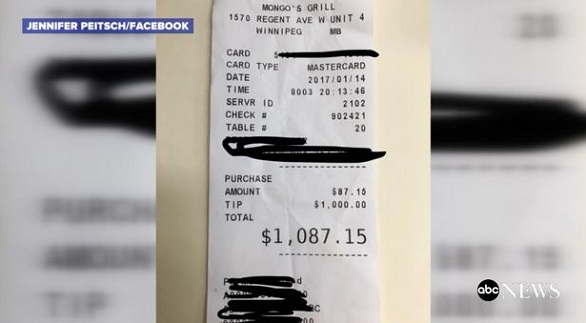 JENNIFER PEITSCH/FACEBOOK
MONGO'S GRILL
1570 REGENT AVE W UNIT 4
WINNIPEG MB
CARD
CARD TYPE MASTERCARD
DATE 2017/01/14
TIME 8003 20:13:46
SERVR ID 2102
CHECK # 902421
TABLE # 20
PURCHASE
AMOUNT $87.15
TIP $1,000.00
TOTAL
$1,087.15
abc NEWS